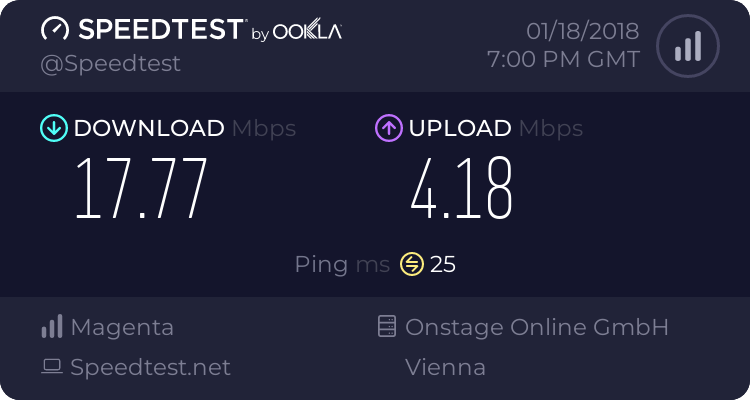 SPEEDTEST by OOKLA
@Speedtest
01/18/2018
7:00 PM GMT
DOWNLOAD Mbps
17.77
UPLOAD Mbps
4.18
Ping ms 25
Magenta
Speedtest.net
Onstage Online GmbH
Vienna